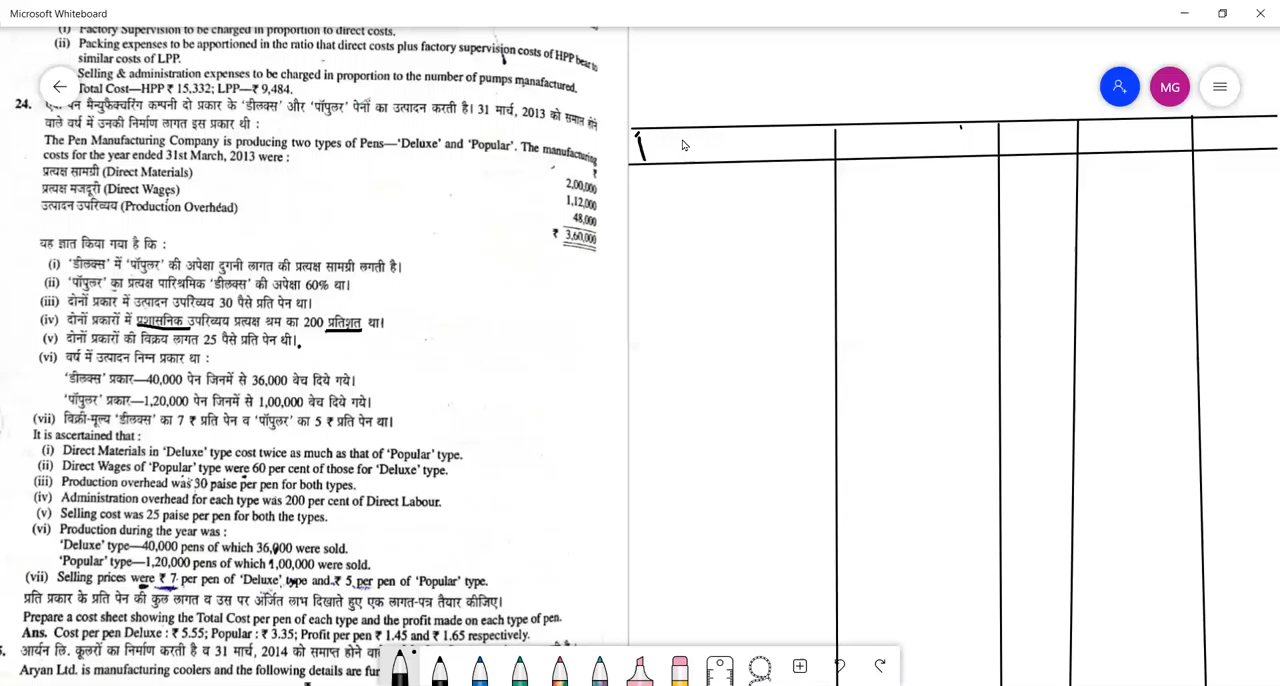 Microsoft Whiteboard
(i) Factory Supervision to be charged in proportion to direct costs.
(ii) Packing expenses to be apportioned in the ratio that direct costs plus factory supervision costs of HPP bear to
similar costs of LPP.
Selling & administration expenses to be charged in proportion to the number of pumps manafactured.
Total Cost—HPP ₹ 15,332; LPP—₹ 9,484.
24. मैन्युफैक्चरिंग कम्पनी दो प्रकार के 'डीलक्स' और 'पॉपुलर' पेनों का उत्पादन करती है। 31 मार्च, 2013 को समाप्त होने
वाले वर्ष में उनकी निर्माण लागत इस प्रकार थी :
The Pen Manufacturing Company is producing two types of Pens—'Deluxe' and 'Popular'. The manufacturing
costs for the year ended 31st March, 2013 were :
₹
प्रत्यक्ष सामग्री (Direct Materials) 2,00,000
प्रत्यक्ष मजदूरी (Direct Wages) 1,12,000
उत्पादन उपरिव्यय (Production Overhead) 48,000
₹ 3,60,000
यह ज्ञात किया गया है कि :
(i) 'डीलक्स' में 'पॉपुलर' की अपेक्षा दुगनी लागत की प्रत्यक्ष सामग्री लगती है।
(ii) 'पॉपुलर' का प्रत्यक्ष पारिश्रमिक 'डीलक्स' की अपेक्षा 60% था।
(iii) दोनों प्रकार में उत्पादन उपरिव्यय 30 पैसे प्रति पेन था।
(iv) दोनों प्रकारों में प्रशासनिक उपरिव्यय प्रत्यक्ष श्रम का 200 प्रतिशत था।
(v) दोनों प्रकारों की विक्रय लागत 25 पैसे प्रति पेन थी।
(vi) वर्ष में उत्पादन निम्न प्रकार था :
'डीलक्स' प्रकार—40,000 पेन जिनमें से 36,000 बेच दिये गये।
'पॉपुलर' प्रकार—1,20,000 पेन जिनमें से 1,00,000 बेच दिये गये।
(vii) विक्री-मूल्य 'डीलक्स' का 7 ₹ प्रति पेन व 'पॉपुलर' का 5 ₹ प्रति पेन था।
It is ascertained that :
(i) Direct Materials in 'Deluxe' type cost twice as much as that of 'Popular' type.
(ii) Direct Wages of 'Popular' type were 60 per cent of those for 'Deluxe' type.
(iii) Production overhead was 30 paise per pen for both types.
(iv) Administration overhead for each type was 200 per cent of Direct Labour.
(v) Selling cost was 25 paise per pen for both the types.
(vi) Production during the year was :
'Deluxe' type—40,000 pens of which 36,000 were sold.
'Popular' type—1,20,000 pens of which 1,00,000 were sold.
(vii) Selling prices were ₹ 7 per pen of 'Deluxe' type and ₹ 5 per pen of 'Popular' type.
प्रति प्रकार के प्रति पेन की कुल लागत व उस पर अर्जित लाभ दिखाते हुए एक लागत-पत्र तैयार कीजिए।
Prepare a cost sheet showing the Total Cost per pen of each type and the profit made on each type of pen.
Ans. Cost per pen Deluxe : ₹ 5.55; Popular : ₹ 3.35; Profit per pen ₹ 1.45 and ₹ 1.65 respectively.
आर्यन लि. कूलरों का निर्माण करती है व 31 मार्च, 2014 को समाप्त होने
Aryan Ltd. is manufacturing coolers and the following details are
MG